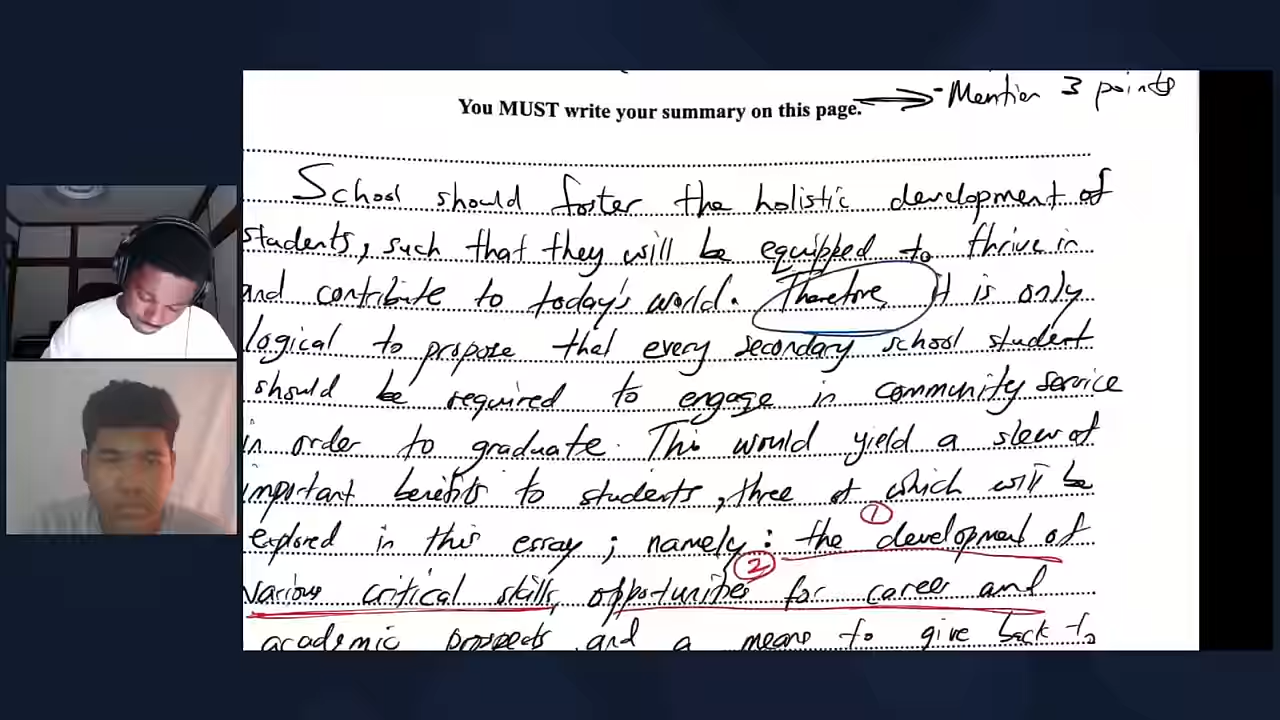 You MUST write your summary on this page. - Mention 3 points
School should foster the holistic development of
students, such that they will be equipped to thrive in
and contribute to today's world. Therefore it is only
logical to propose that every secondary school student
should be required to engage in community service
in order to graduate. This would yield a slew of
important benefits to students, three of which will be
explored in this essay; namely: the development of
1
various critical skills, opportunities for career and
2
academic prospects and a means to give back to